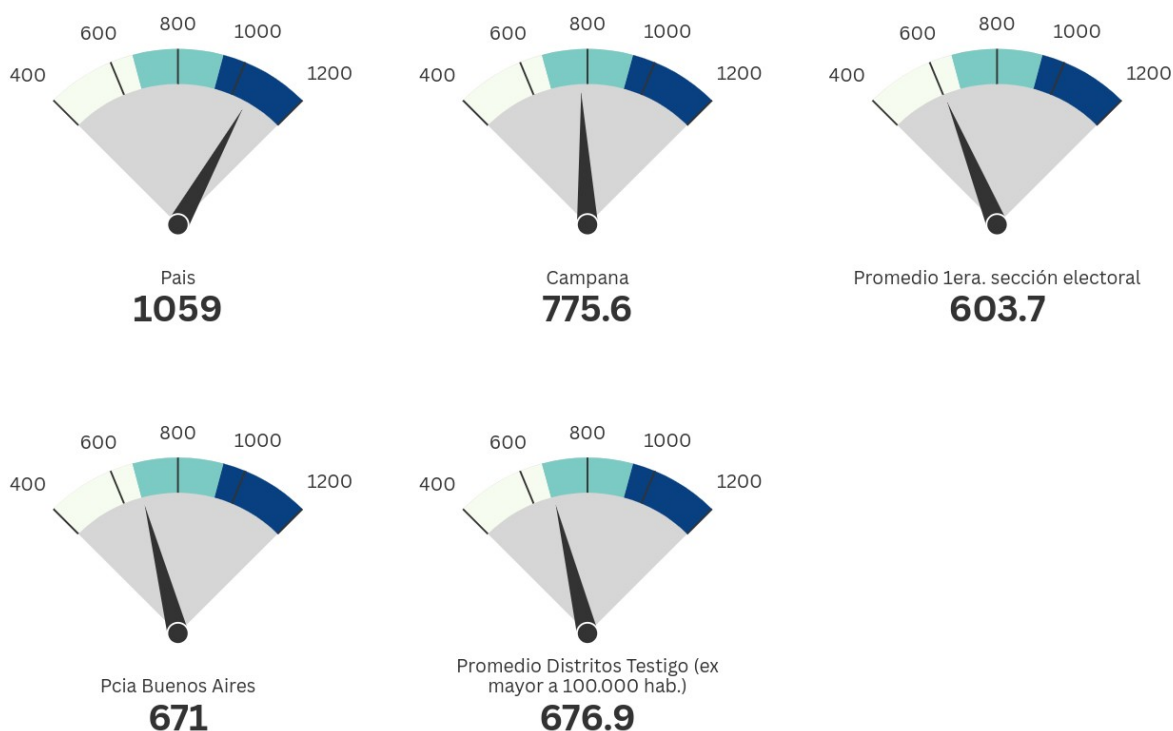 400 600 800 1000 1200
Pais
1059
400 600 800 1000 1200
Campana
775.6
400 600 800 1000 1200
Promedio 1era. sección electoral
603.7
400 600 800 1000 1200
Pcia Buenos Aires
671
400 600 800 1000 1200
Promedio Distritos Testigo (ex
mayor a 100.000 hab.)
676.9